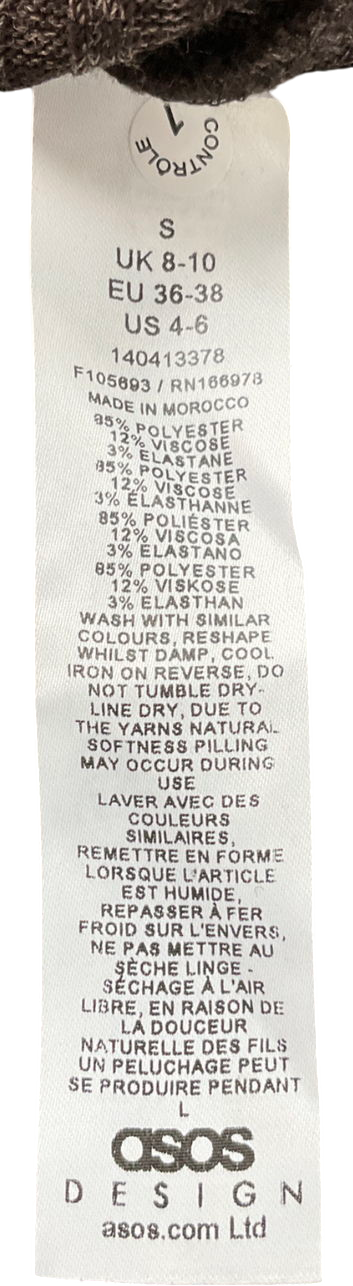 1
CONTRÔLE
S
UK 8-10
EU 36-38
US 4-6
140413378
F105693 / RN166978
MADE IN MOROCCO
85% POLYESTER
12% VISCOSE
3% ELASTANE
85% POLYESTER
12% VISCOSE
3% ÉLASTHANNE
85% POLIÉSTER
12% VISCOSA
3% ELASTANO
85% POLYESTER
12% VISKOSE
3% ELASTHAN
WASH WITH SIMILAR
COLOURS, RESHAPE
WHILST DAMP, COOL
IRON ON REVERSE, DO
NOT TUMBLE DRY-
LINE DRY, DUE TO
THE YARNS NATURAL
SOFTNESS PILLING
MAY OCCUR DURING
USE
LAVER AVEC DES
COULEURS
SIMILAIRES,
REMETTRE EN FORME
LORSQUE L'ARTICLE
EST HUMIDE,
REPASSER À FER
FROID SUR L'ENVERS,
NE PAS METTRE AU
SÈCHE LINGE -
SÉCHAGE À L'AIR
LIBRE, EN RAISON DE
LA DOUCEUR
NATURELLE DES FILS
UN PELUCHAGE PEUT
SE PRODUIRE PENDANT
L
asos
DESIGN
asos.com Ltd